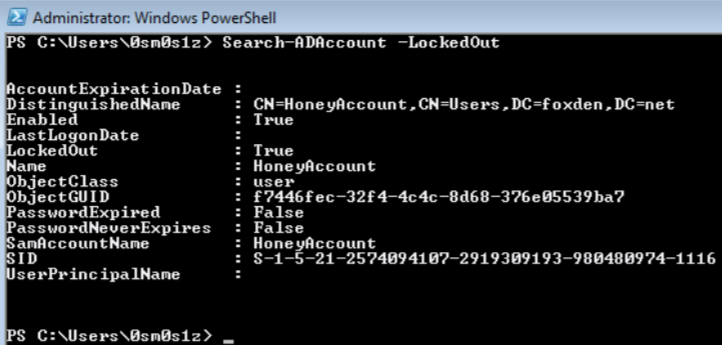 Administrator: Windows PowerShell
PS C:\Users\0sm0s1z> Search-ADAccount -LockedOut
AccountExpirationDate :
DistinguishedName : CN=HoneyAccount,CN=Users,DC=foxden,DC=net
Enabled : True
LastLogonDate :
LockedOut : True
Name : HoneyAccount
ObjectClass : user
ObjectGUID : f7446fec-32f4-4c4c-8d68-376e05539ba7
PasswordExpired : False
PasswordNeverExpires : False
SamAccountName : HoneyAccount
SID : S-1-5-21-2574094107-2919309193-980480974-1116
UserPrincipalName :
PS C:\Users\0sm0s1z> _